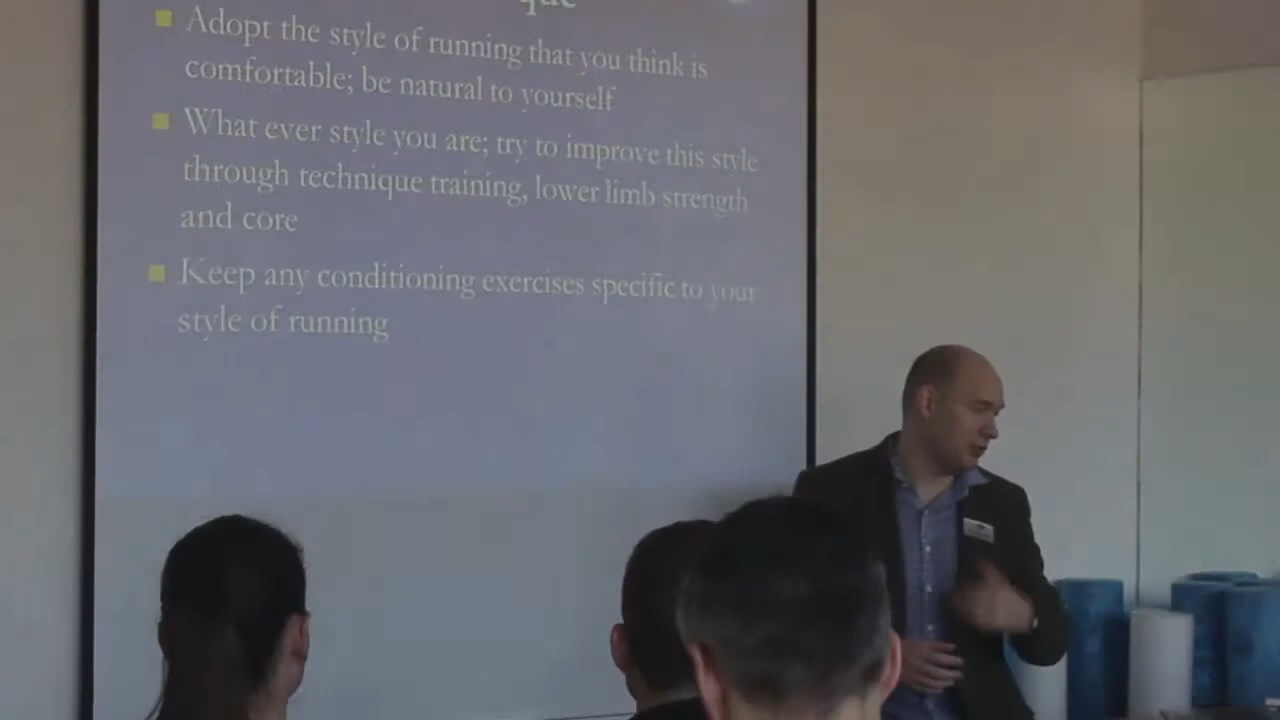 Adopt the style of running that you think is
comfortable; be natural to yourself
What ever style you are; try to improve this style
through technique training, lower limb strength
and core
Keep any conditioning exercises specific to your
style of running